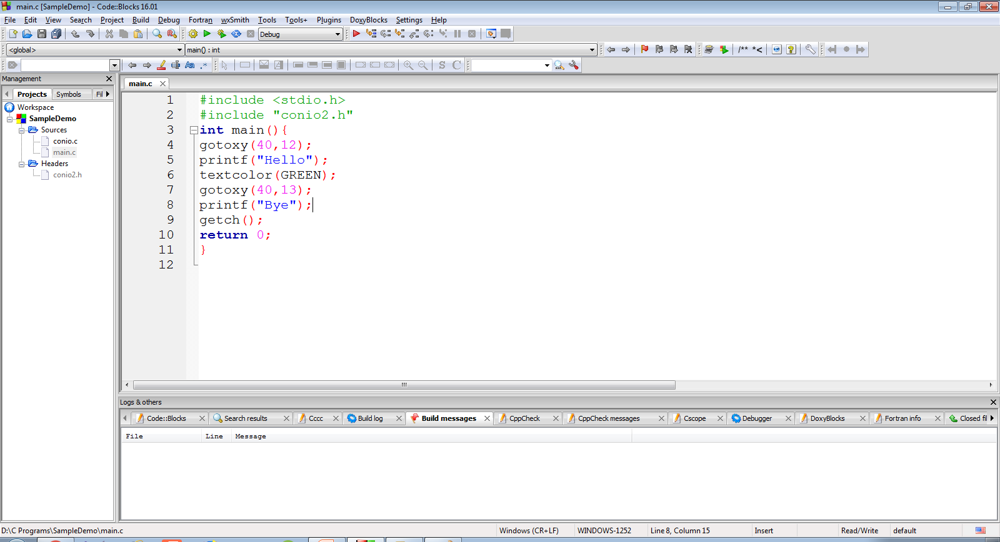 main.c [SampleDemo] - Code::Blocks 16.01
File Edit View Search Project Build Debug Fortran wxSmith Tools Tools+ Plugins DoxyBlocks Settings Help
Debug
<global> main() : int /** *<
Aa .* S C
Management
Projects Symbols Fil
Workspace
SampleDemo
Sources
conio.c
main.c
Headers
conio2.h
main.c
1 #include <stdio.h>
2 #include "conio2.h"
3 int main(){
4 gotoxy(40,12);
5 printf("Hello");
6 textcolor(GREEN);
7 gotoxy(40,13);
8 printf("Bye");
9 getch();
10 return 0;
11 }
12
Logs & others
Code::Blocks Search results Cccc Build log Build messages CppCheck CppCheck messages Cscope Debugger DoxyBlocks Fortran info Closed fil
File Line Message
D:\C Programs\SampleDemo\main.c Windows (CR+LF) WINDOWS-1252 Line 8, Column 15 Insert Read/Write default